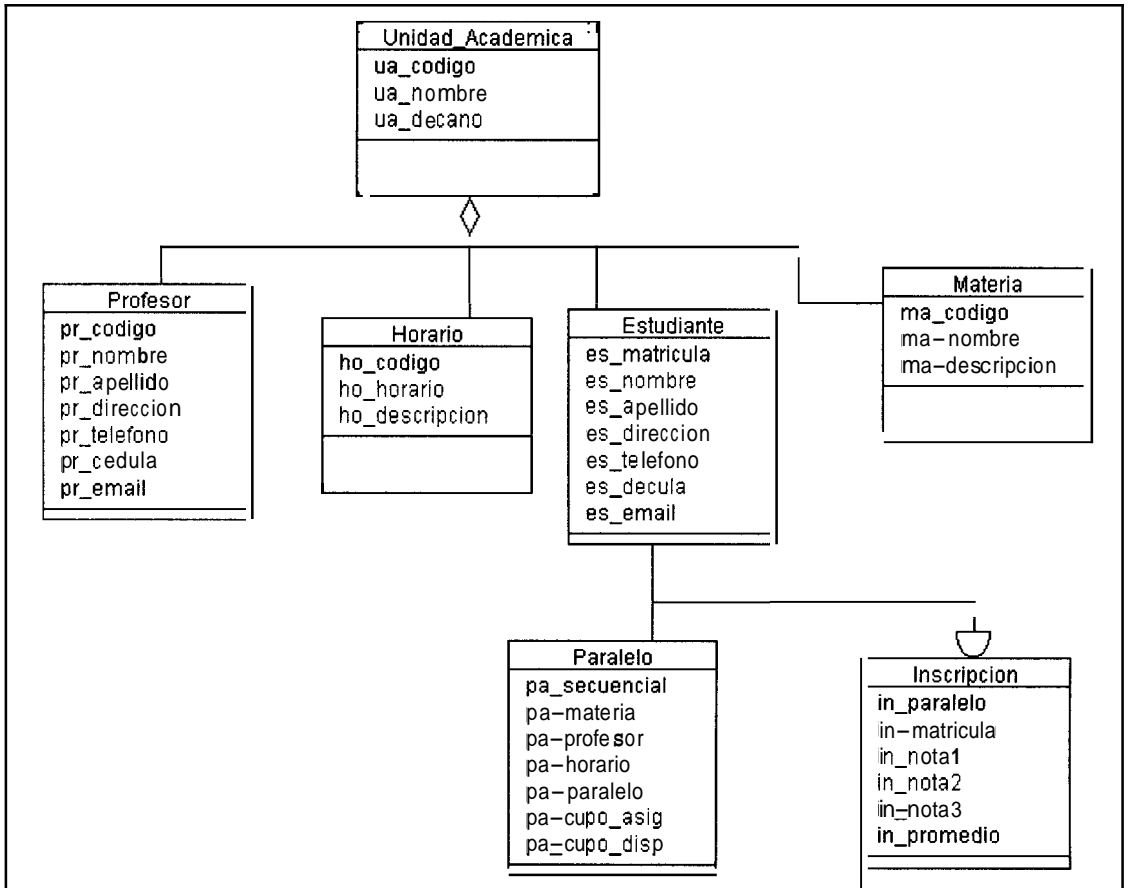 Unidad_Academica
ua_codigo
ua_nombre
ua_decano
Profesor
pr_codigo
pr_nombre
pr_apellido
pr_direccion
pr_telefono
pr_cedula
pr_email
Horario
ho_codigo
ho_horario
ho_descripcion
Estudiante
es_matricula
es_nombre
es_apellido
es_direccion
es_telefono
es_decula
es_email
Materia
ma_codigo
ma-nombre
ma-descripcion
Paralelo
pa_secuencial
pa-materia
pa-profesor
pa-horario
pa-paralelo
pa-cupo_asig
pa_cupo_disp
Inscripcion
in_paralelo
in-matricula
in_nota1
in_nota2
in_nota3
in_promedio